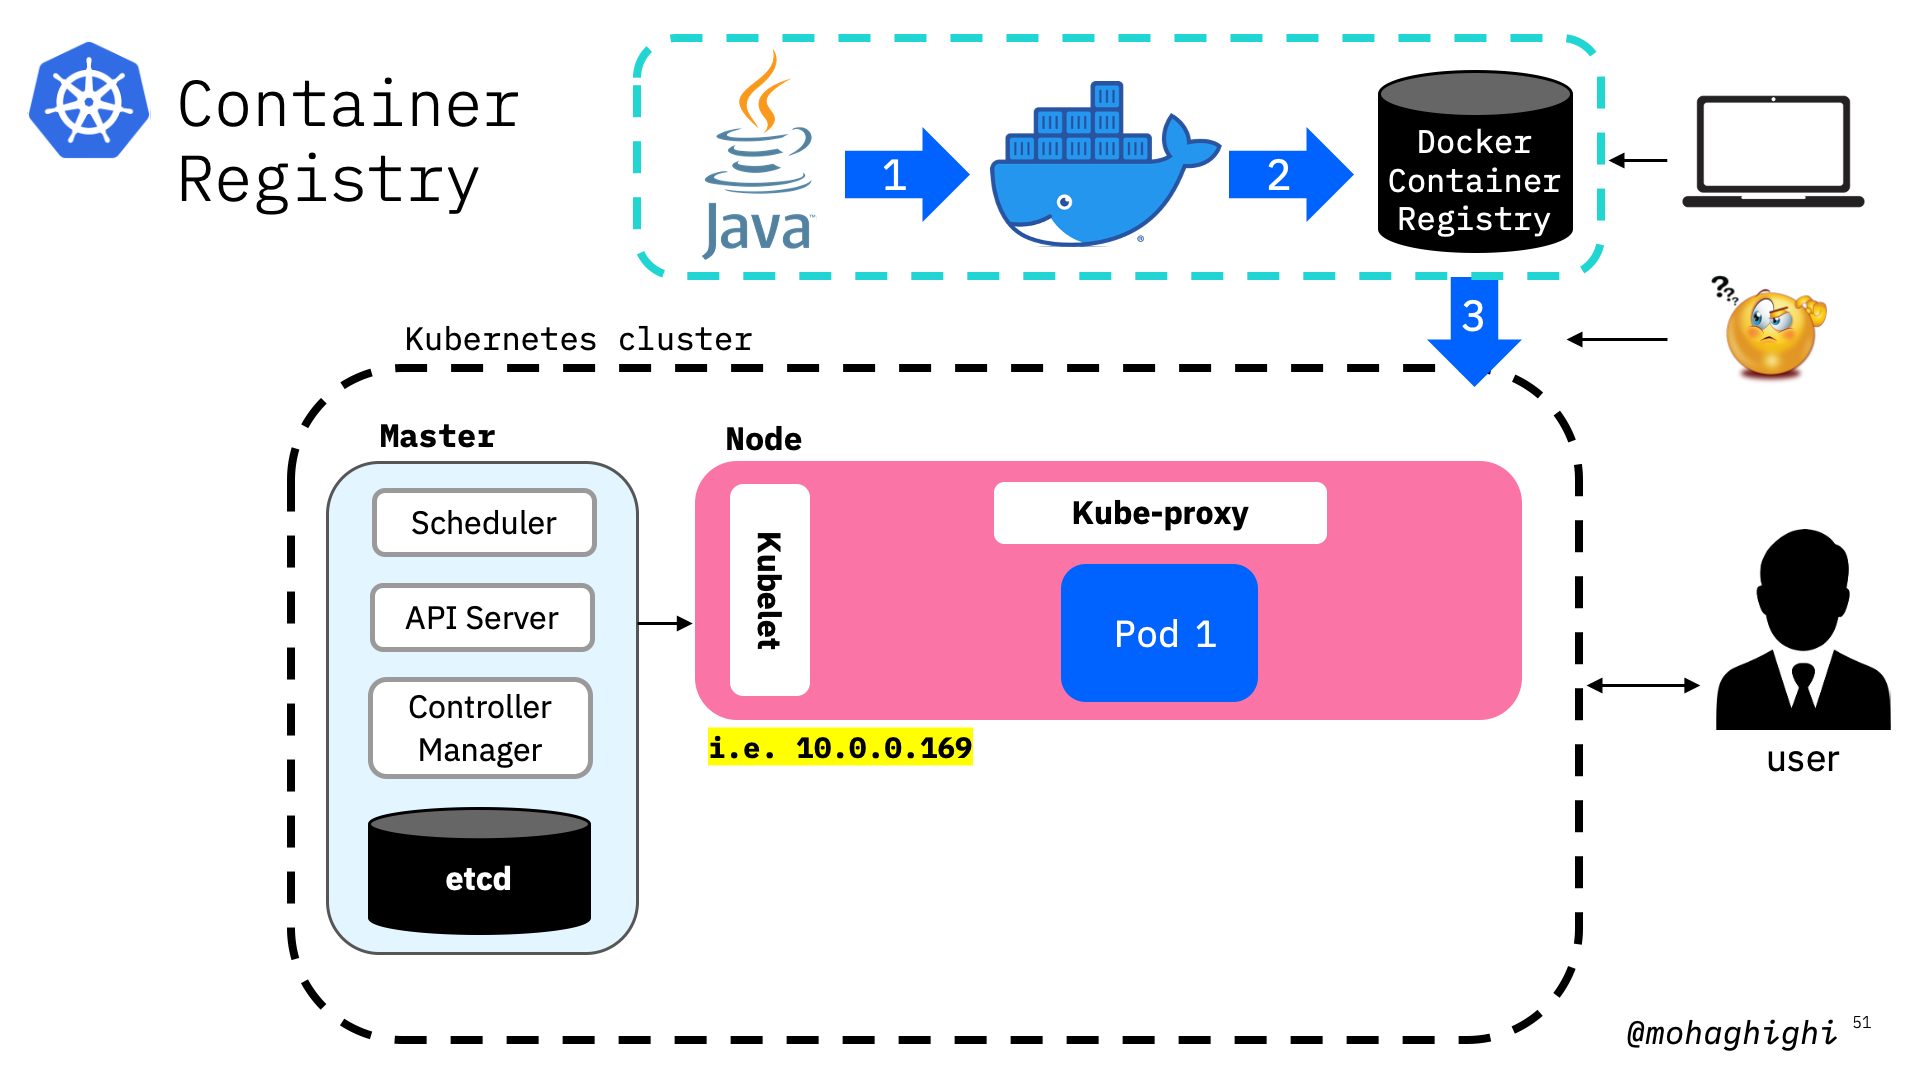 Container
Registry
Java™
1
2
Docker
Container
Registry
???
3
Kubernetes cluster
Master
Node
Scheduler
API Server
Controller
Manager
etcd
Kubelet
Kube-proxy
Pod 1
i.e. 10.0.0.169
user
@mohaghighi 51